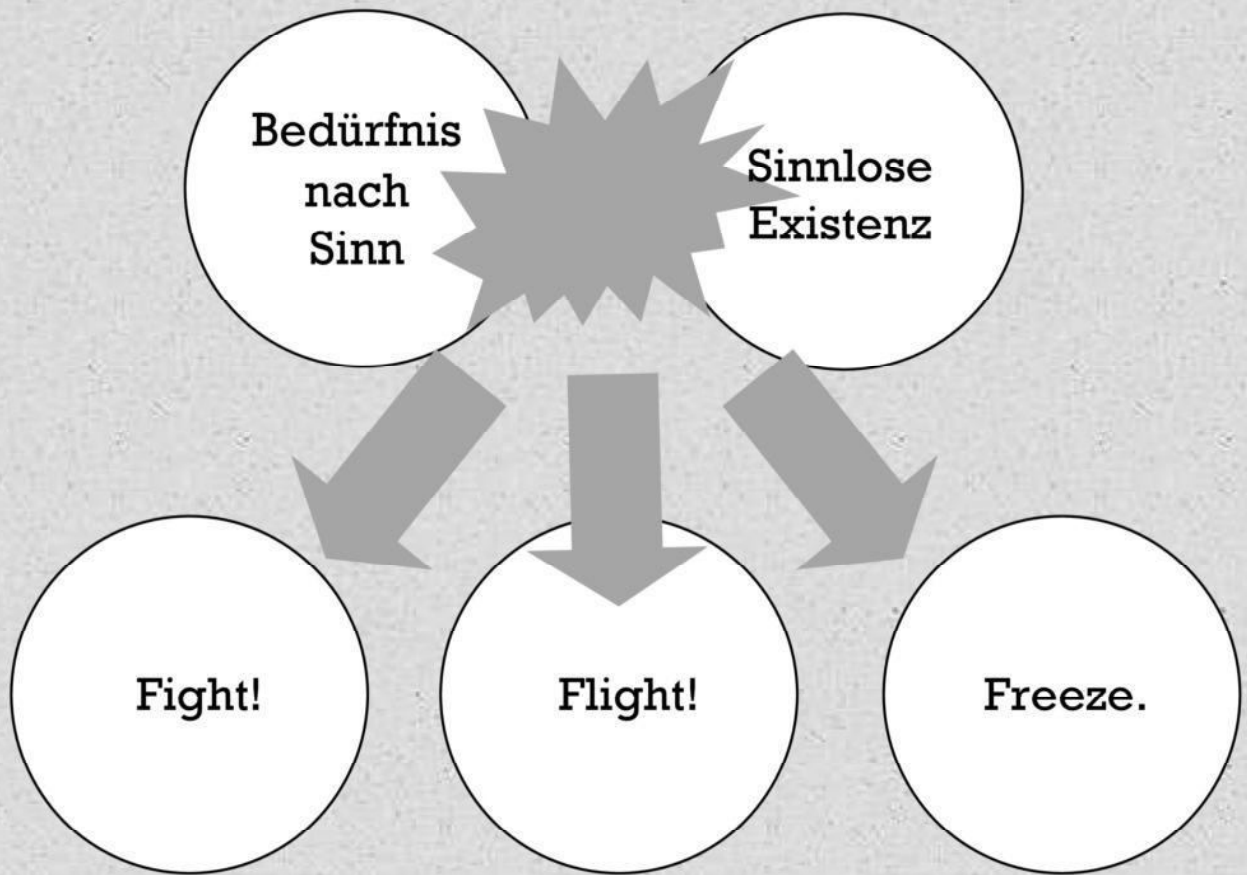 Bedürfnis
nach
Sinn
Sinnlose
Existenz
Fight!
Flight!
Freeze.